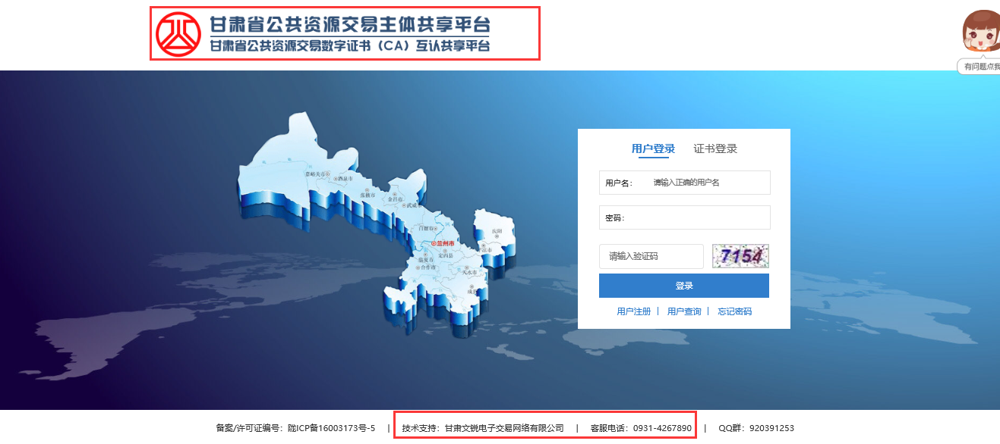 甘肃省公共资源交易主体共享平台
甘肃省公共资源交易数字证书（CA）互认共享平台
有问题点我
用户登录 证书登录
用户名： 请输入正确的用户名
密码：
请输入验证码 7154
登录
用户注册 | 用户查询 | 忘记密码
嘉峪关市 酒泉市
张掖市
金昌市
武威市
白银市
庆阳
兰州市
平凉市
定西县
临夏市
合作市
天水市
成县
备案/许可证编号：陇ICP备16003173号-5 | 技术支持：甘肃文锐电子交易网络有限公司 | 客服电话：0931-4267890 | QQ群：920391253